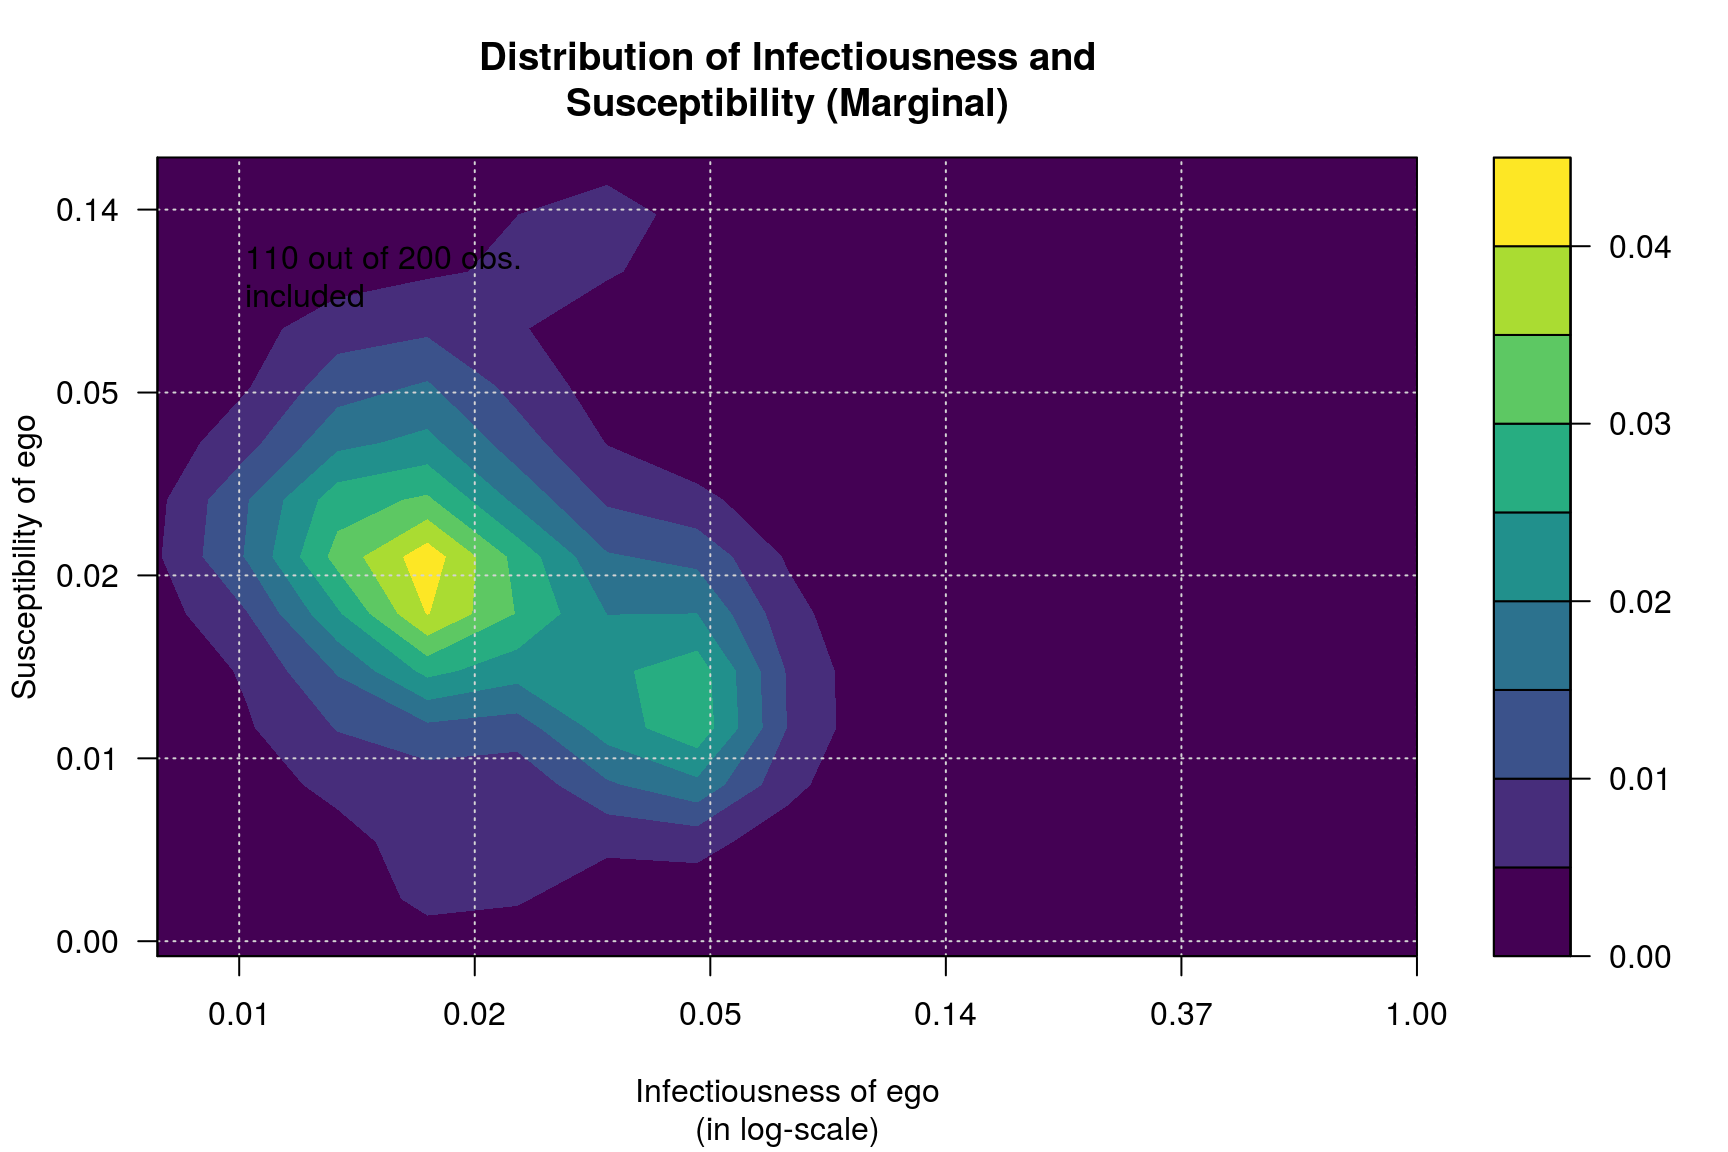 Distribution of Infectiousness and
Susceptibility (Marginal)
110 out of 200 obs.
included
Susceptibility of ego
0.14
0.05
0.02
0.01
0.00
0.01
0.02
0.05
0.14
0.37
1.00
Infectiousness of ego
(in log-scale)
0.04
0.03
0.02
0.01
0.00